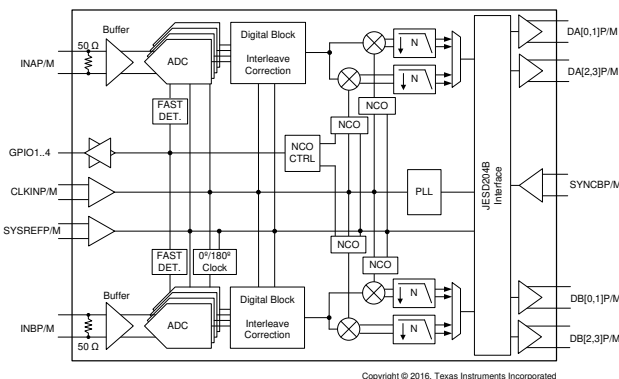 Buffer
50 Ω
INAP/M
ADC
Digital Block
Interleave
Correction
N
N
NCO
NCO
FAST
DET.
GPIO1..4
NCO
CTRL
CLKINP/M
PLL
SYSREFP/M
JESD204B
Interface
DA[0,1]P/M
DA[2,3]P/M
SYNCBP/M
FAST
DET.
0º/180º
Clock
NCO
NCO
Buffer
INBP/M
50 Ω
ADC
Digital Block
Interleave
Correction
N
N
DB[0,1]P/M
DB[2,3]P/M
Copyright © 2016, Texas Instruments Incorporated